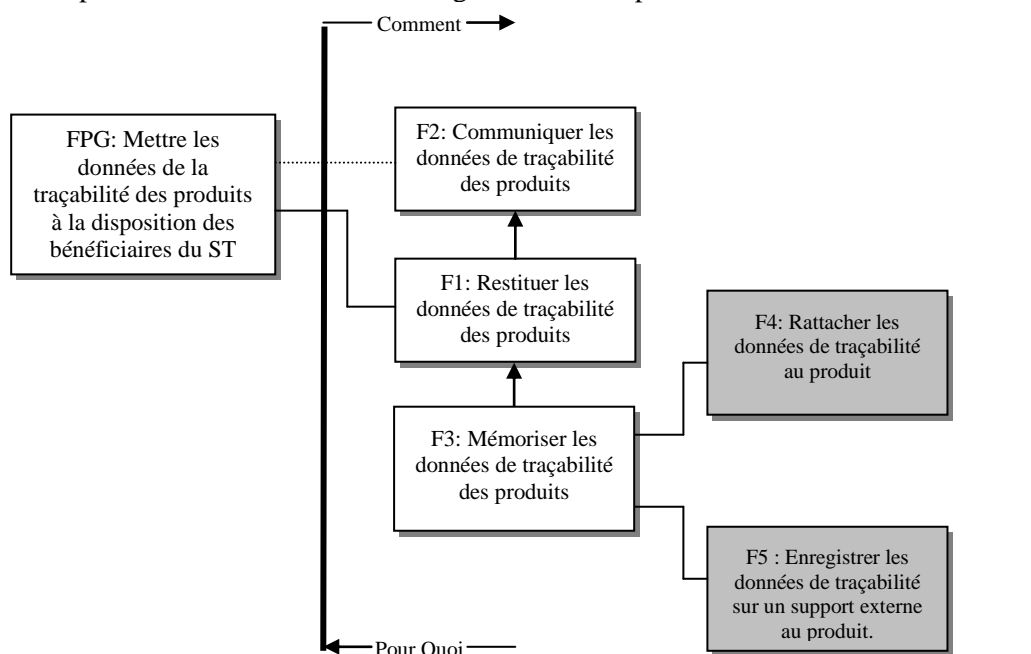 Comment
FPG: Mettre les
données de la
traçabilité des produits
à la disposition des
bénéficiaires du ST
F2: Communiquer les
données de traçabilité
des produits
F1: Restituer les
données de traçabilité
des produits
F4: Rattacher les
données de traçabilité
au produit
F3: Mémoriser les
données de traçabilité
des produits
F5 : Enregistrer les
données de traçabilité
sur un support externe
au produit.
Pour Quoi